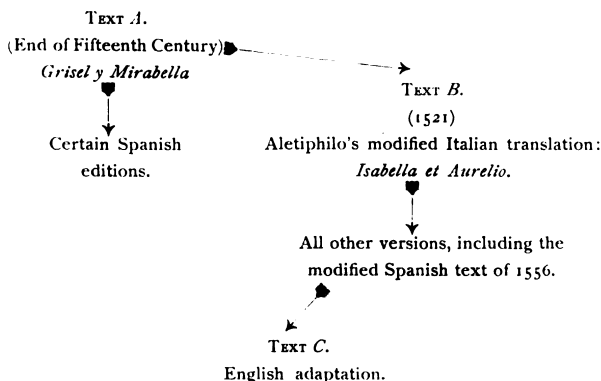 TEXT A.
(End of Fifteenth Century)
Grisel y Mirabella
TEXT B.
(1521)
Certain Spanish
editions.
Aletiphilo's modified Italian translation:
Isabella et Aurelio.
All other versions, including the
modified Spanish text of 1556.
TEXT C.
English adaptation.